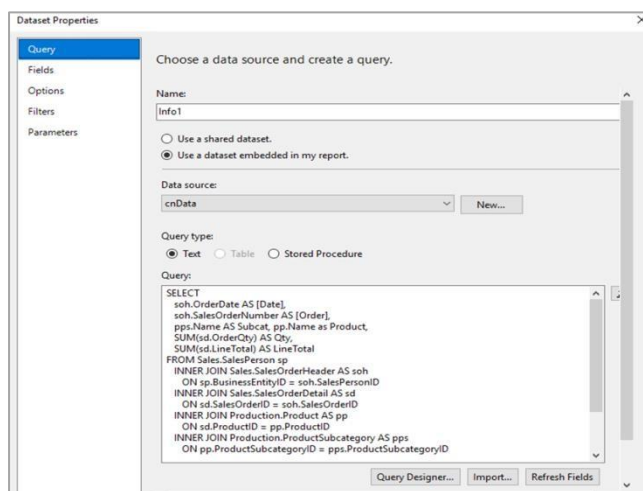 Dataset Properties
Query
Fields
Options
Filters
Parameters
Choose a data source and create a query.
Name:
Info1
Use a shared dataset.
Use a dataset embedded in my report.
Data source:
cnData
New...
Query type:
Text Table Stored Procedure
Query:
SELECT
soh.OrderDate AS [Date],
soh.SalesOrderNumber AS [Order],
pps.Name AS Subcat, pp.Name as Product,
SUM(sd.OrderQty) AS Qty,
SUM(sd.LineTotal) AS LineTotal
FROM Sales.SalesPerson sp
INNER JOIN Sales.SalesOrderHeader AS soh
ON sp.BusinessEntityID = soh.SalesPersonID
INNER JOIN Sales.SalesOrderDetail AS sd
ON sd.SalesOrderID = soh.SalesOrderID
INNER JOIN Production.Product AS pp
ON sd.ProductID = pp.ProductID
INNER JOIN Production.ProductSubcategory AS pps
ON pp.ProductSubcategoryID = pps.ProductSubcategoryID
Query Designer... Import... Refresh Fields